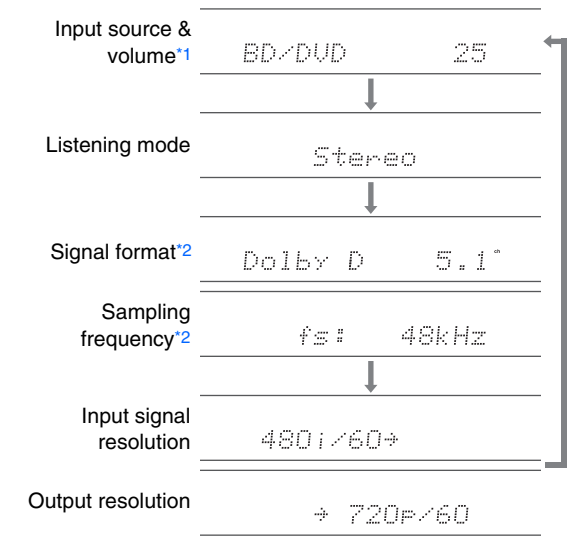 Input source &
volume*1
BD/DVD 25
Listening mode
Stereo
Signal format*2
Dolby D 5.1ch
Sampling
frequency*2
fs: 48kHz
Input signal
resolution
480i/60→
Output resolution
→ 720p/60